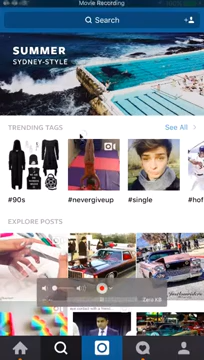 Movie Recording
Search
SUMMER
SYDNEY-STYLE
TRENDING TAGS
See All
#90s
#nevergiveup
#single
#hof
EXPLORE POSTS
Zero KB